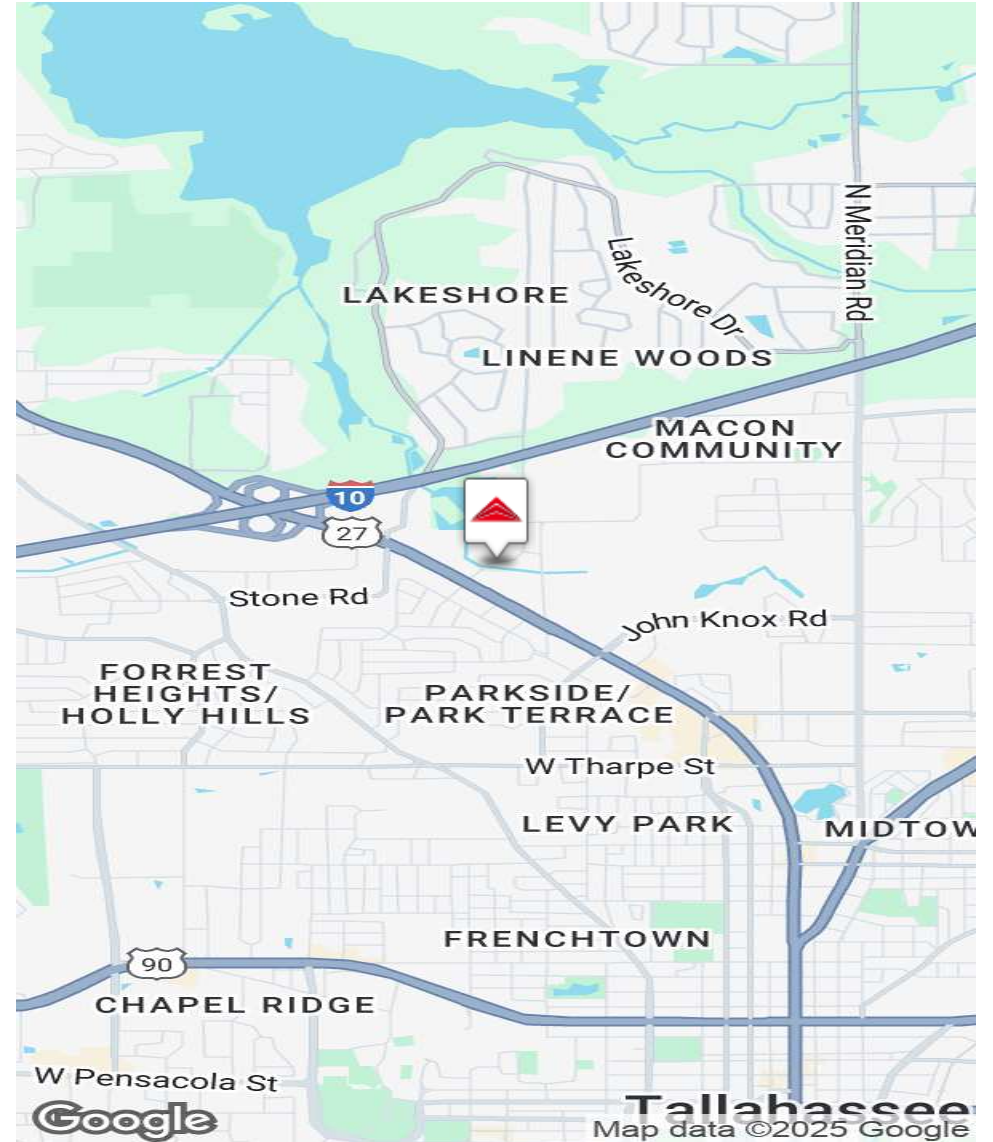 N Meridian Rd
Lakeshore Dr
LAKESHORE
LINENE WOODS
MACON
COMMUNITY
10
27
Stone Rd
John Knox Rd
FORREST
HEIGHTS/
HOLLY HILLS
PARKSIDE/
PARK TERRACE
W Tharpe St
LEVY PARK
MIDTOW
FRENCHTOWN
90
CHAPEL RIDGE
W Pensacola St
Tallahassee
Google
Map data ©2025 Google